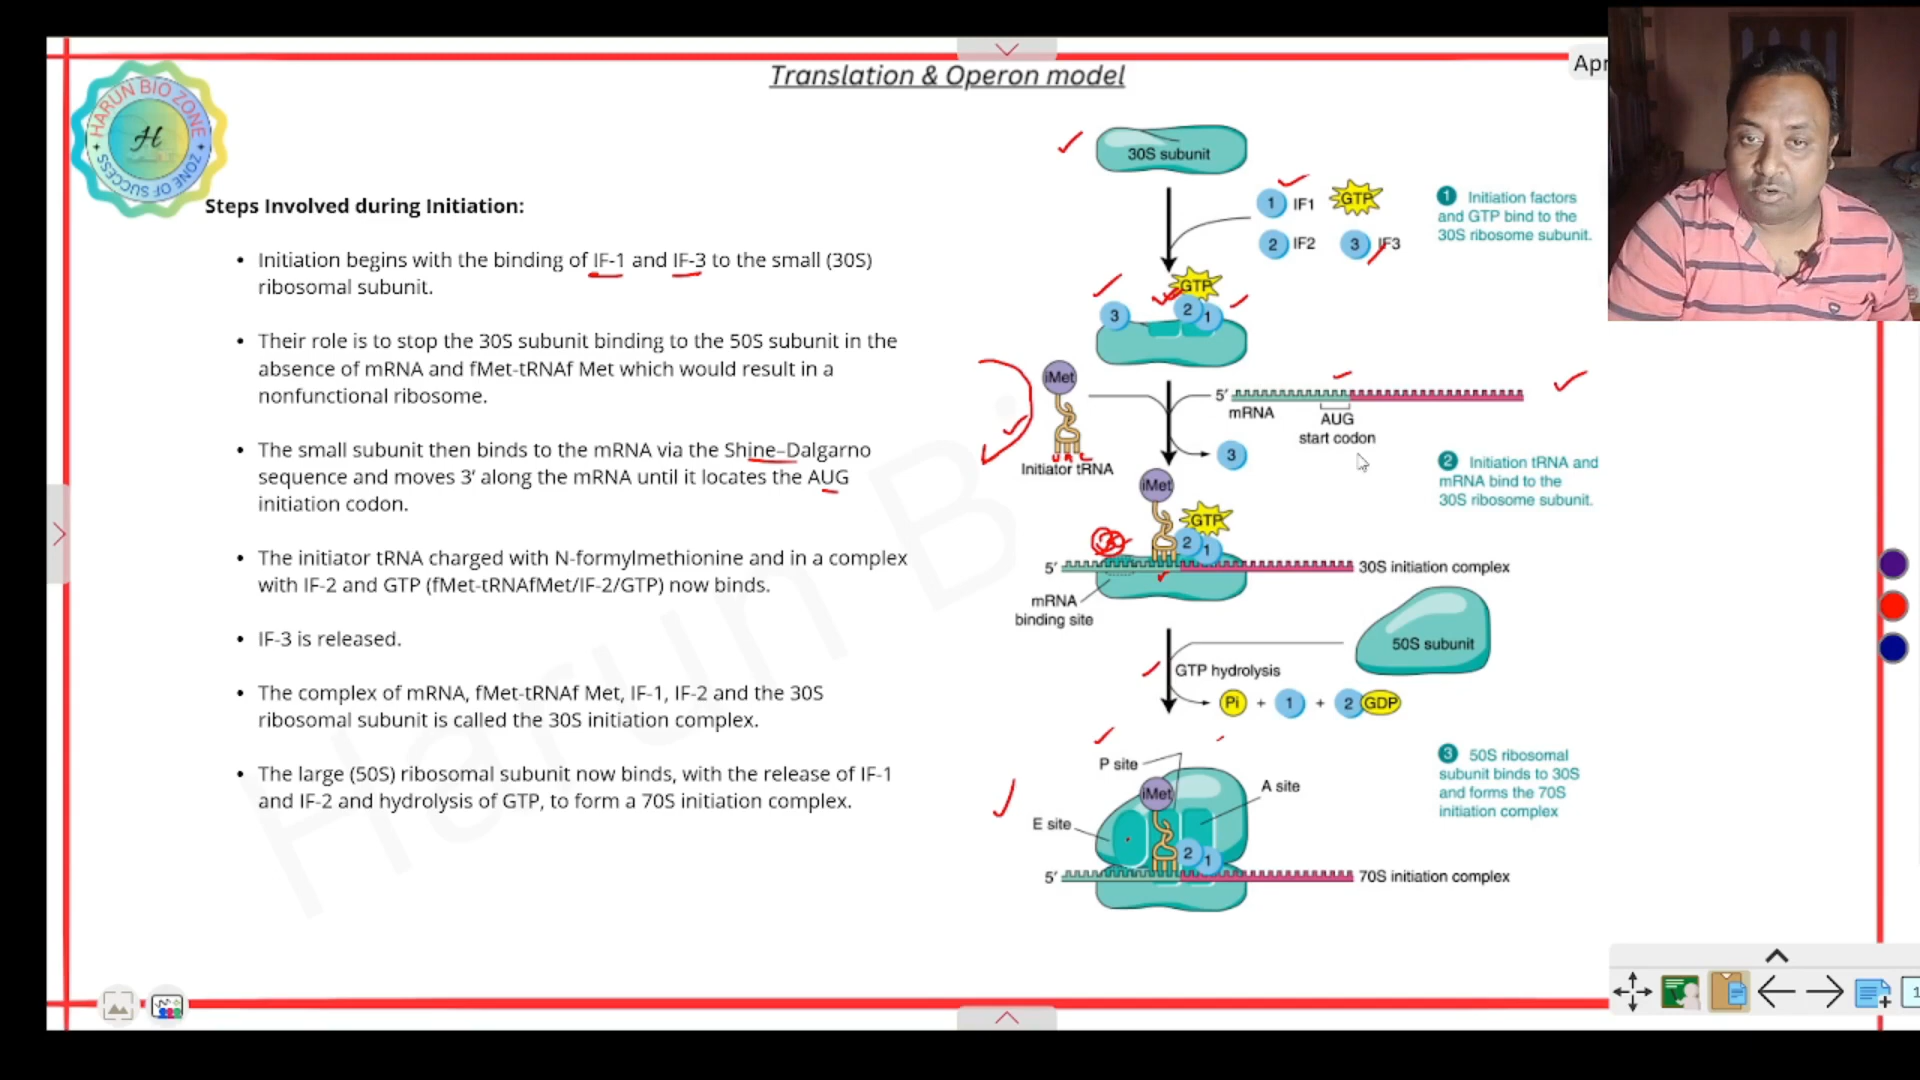 Translation & Operon model
Apr
HARUN BIO ZONE
H
ZONE OF SUCCESS
Steps Involved during Initiation:
• Initiation begins with the binding of IF-1 and IF-3 to the small (30S)
ribosomal subunit.
• Their role is to stop the 30S subunit binding to the 50S subunit in the
absence of mRNA and fMet-tRNAf Met which would result in a
nonfunctional ribosome.
• The small subunit then binds to the mRNA via the Shine–Dalgarno
sequence and moves 3′ along the mRNA until it locates the AUG
initiation codon.
• The initiator tRNA charged with N-formylmethionine and in a complex
with IF-2 and GTP (fMet-tRNAfMet/IF-2/GTP) now binds.
• IF-3 is released.
• The complex of mRNA, fMet-tRNAf Met, IF-1, IF-2 and the 30S
ribosomal subunit is called the 30S initiation complex.
• The large (50S) ribosomal subunit now binds, with the release of IF-1
and IF-2 and hydrolysis of GTP, to form a 70S initiation complex.
Harun Bi
30S subunit
1 IF1 GTP
2 IF2 3 IF3
1 Initiation factors
and GTP bind to the
30S ribosome subunit.
GTP
3 2 1
iMet
5′
mRNA
AUG
start codon
3
Initiator tRNA
2 Initiation tRNA and
mRNA bind to the
30S ribosome subunit.
iMet
GTP
2 1
5′ 30S initiation complex
mRNA
binding site
50S subunit
GTP hydrolysis
Pi + 1 + 2 GDP
3 50S ribosomal
subunit binds to 30S
and forms the 70S
initiation complex
P site
iMet
A site
E site
2 1
5′ 70S initiation complex
1